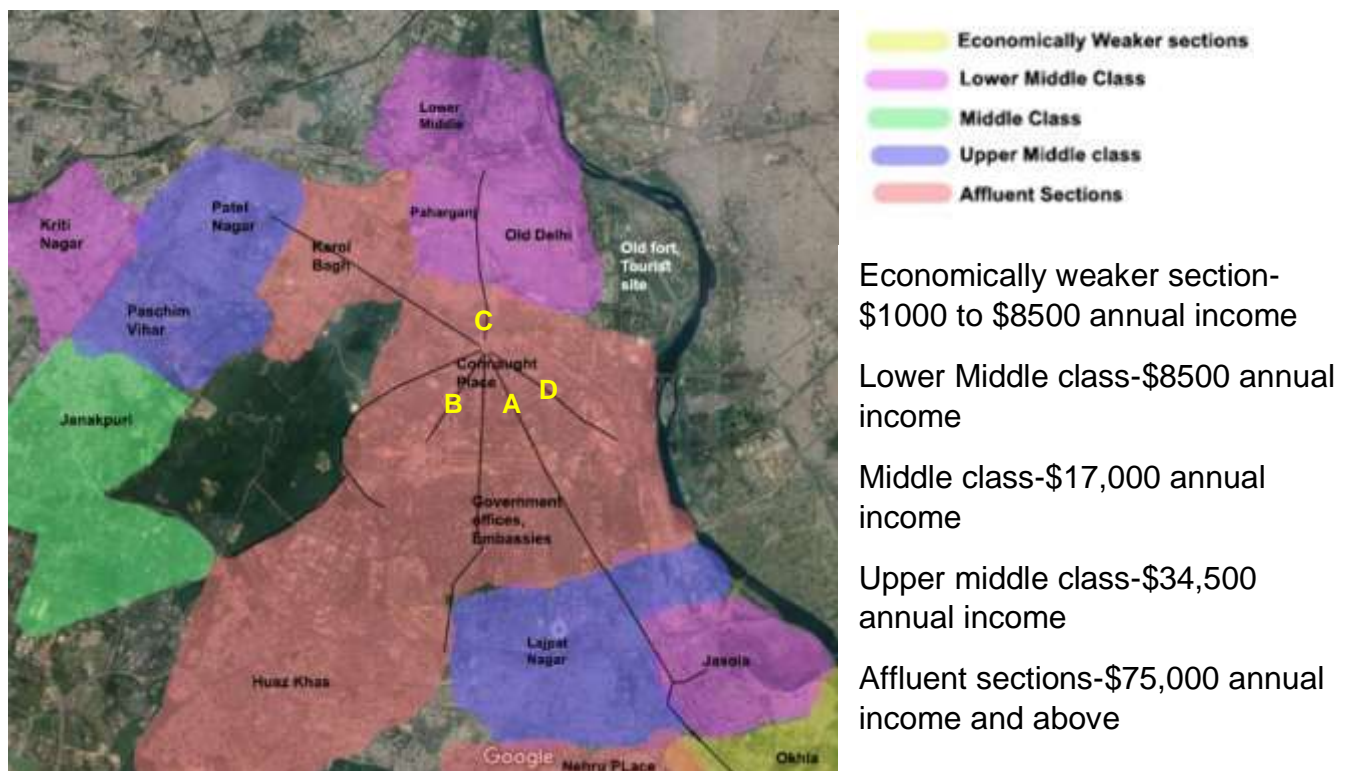 Lower
Middle
Kriti
Nagar
Patel
Nagar
Karol
Bagh
Paharganj
Old Delhi
Old fort,
Tourist
site
Paschim
Vihar
C
Connaught
Place
D
B
A
Janakpuri
Government
offices,
Embassies
Lajpat
Nagar
Jasola
Huaz Khas
Google
Nehru PLace
Okhla
Economically Weaker sections
Lower Middle Class
Middle Class
Upper Middle class
Affluent Sections
Economically weaker section-
$1000 to $8500 annual income
Lower Middle class-$8500 annual
income
Middle class-$17,000 annual
income
Upper middle class-$34,500
annual income
Affluent sections-$75,000 annual
income and above